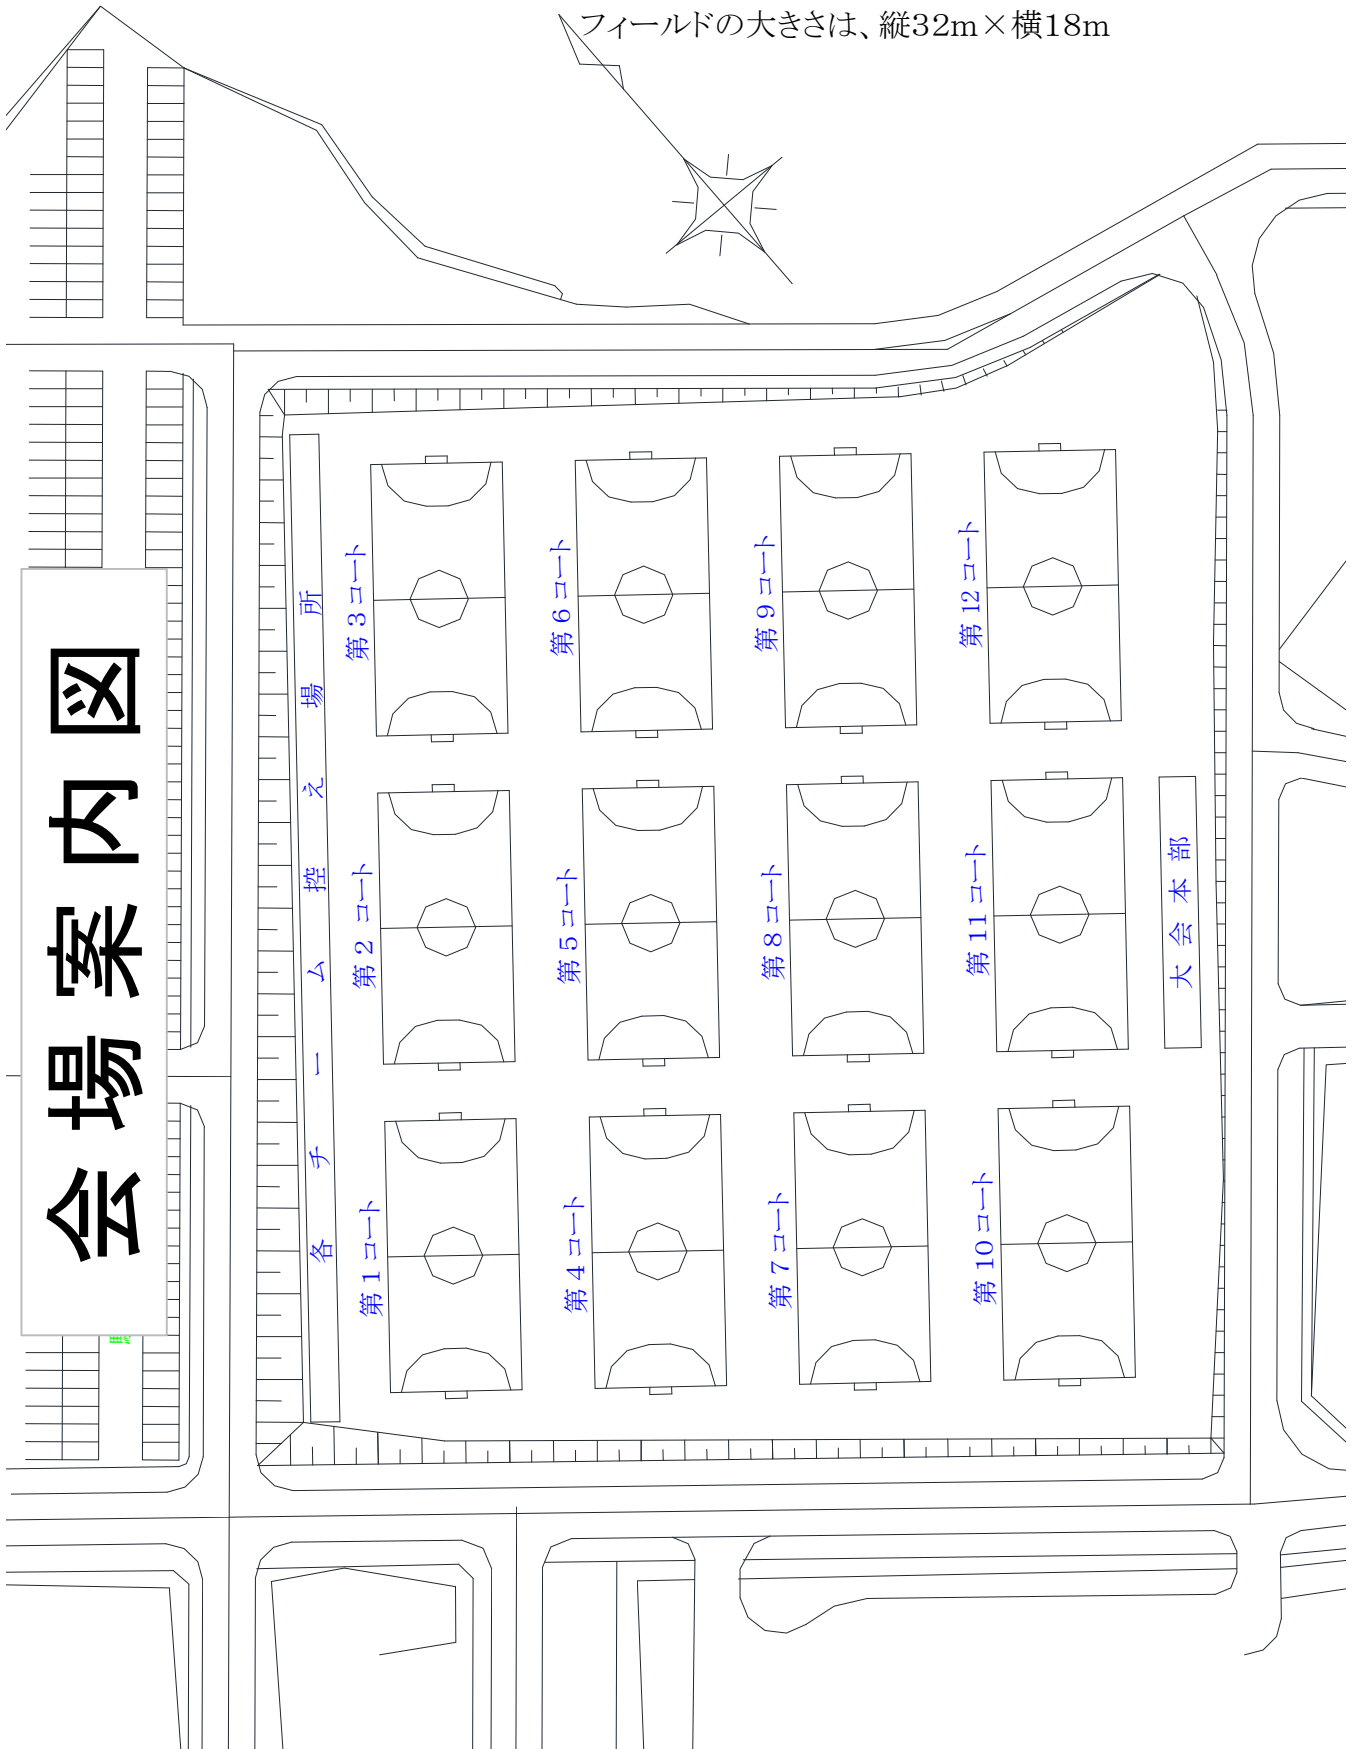 フィールドの大きさは、縦32m×横18m
会場案内図
各チーム控え場所
第3コート
第6コート
第9コート
第12コート
第2 コート
第5コート
第8コート
第11コート
大会本部
第1コート
第4コート
第7コート
第10コート